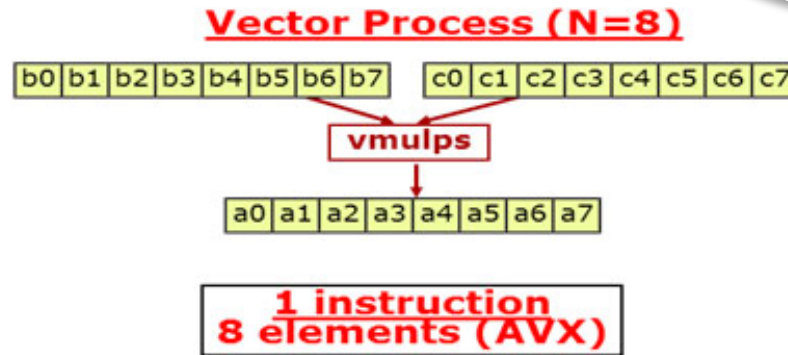 Vector Process (N=8)
b0 b1 b2 b3 b4 b5 b6 b7 c0 c1 c2 c3 c4 c5 c6 c7
vmulps
a0 a1 a2 a3 a4 a5 a6 a7
1 instruction
8 elements (AVX)